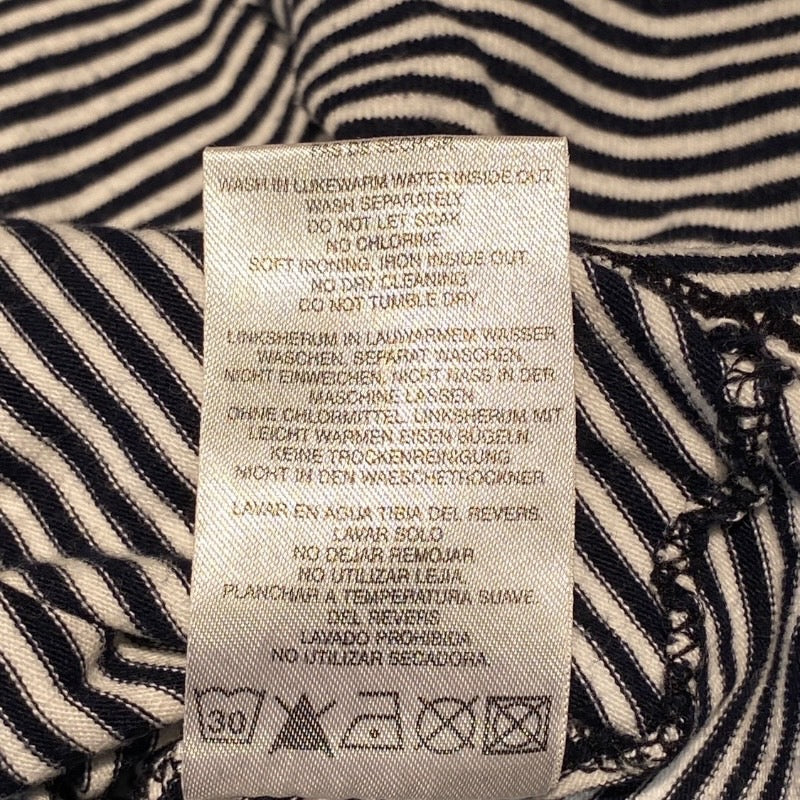 WASH IN LUKEWARM WATER INSIDE OUT
WASH SEPARATELY
DO NOT LET SOAK
NO CHLORINE
SOFT IRONING, IRON INSIDE OUT
NO DRY CLEANING
DO NOT TUMBLE DRY
LINKSHERUM IN LAUWARMEM WASSER
WASCHEN, SEPARAT WASCHEN.
NICHT EINWEICHEN, NICHT NASS IN DER
MASCHINE LASSEN
OHNE CHLORMITTEL, LINKSHERUM MIT
LEICHT WARMEN EISEN BUGELN.
KEINE TROCKENREINIGUNG
NICHT IN DEN WAESCHETROCKNER
LAVAR EN AGUA TIBIA DEL REVERS.
LAVAR SOLO
NO DEJAR REMOJAR
NO UTILIZAR LEJIA.
PLANCHAR A TEMPERATURA SUAVE.
DEL REVERS
LAVADO PROHIBIDA
NO UTILIZAR SECADORA
30